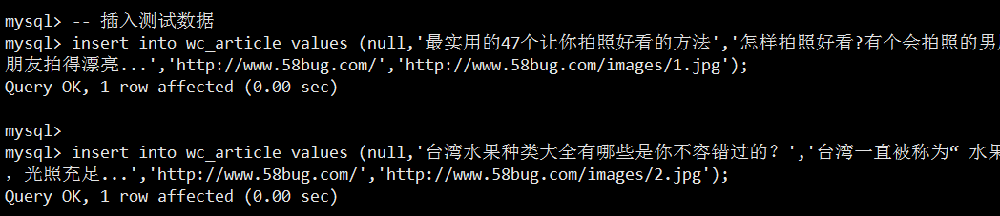 mysql> -- 插入测试数据
mysql> insert into wc_article values (null,'最实用的47个让你拍照好看的方法','怎样拍照好看?有个会拍照的男
朋友拍得漂亮...','http://www.58bug.com/','http://www.58bug.com/images/1.jpg');
Query OK, 1 row affected (0.00 sec)
mysql>
mysql> insert into wc_article values (null,'台湾水果种类大全有哪些是你不容错过的？','台湾一直被称为“ 水果
，光照充足...','http://www.58bug.com/','http://www.58bug.com/images/2.jpg');
Query OK, 1 row affected (0.00 sec)